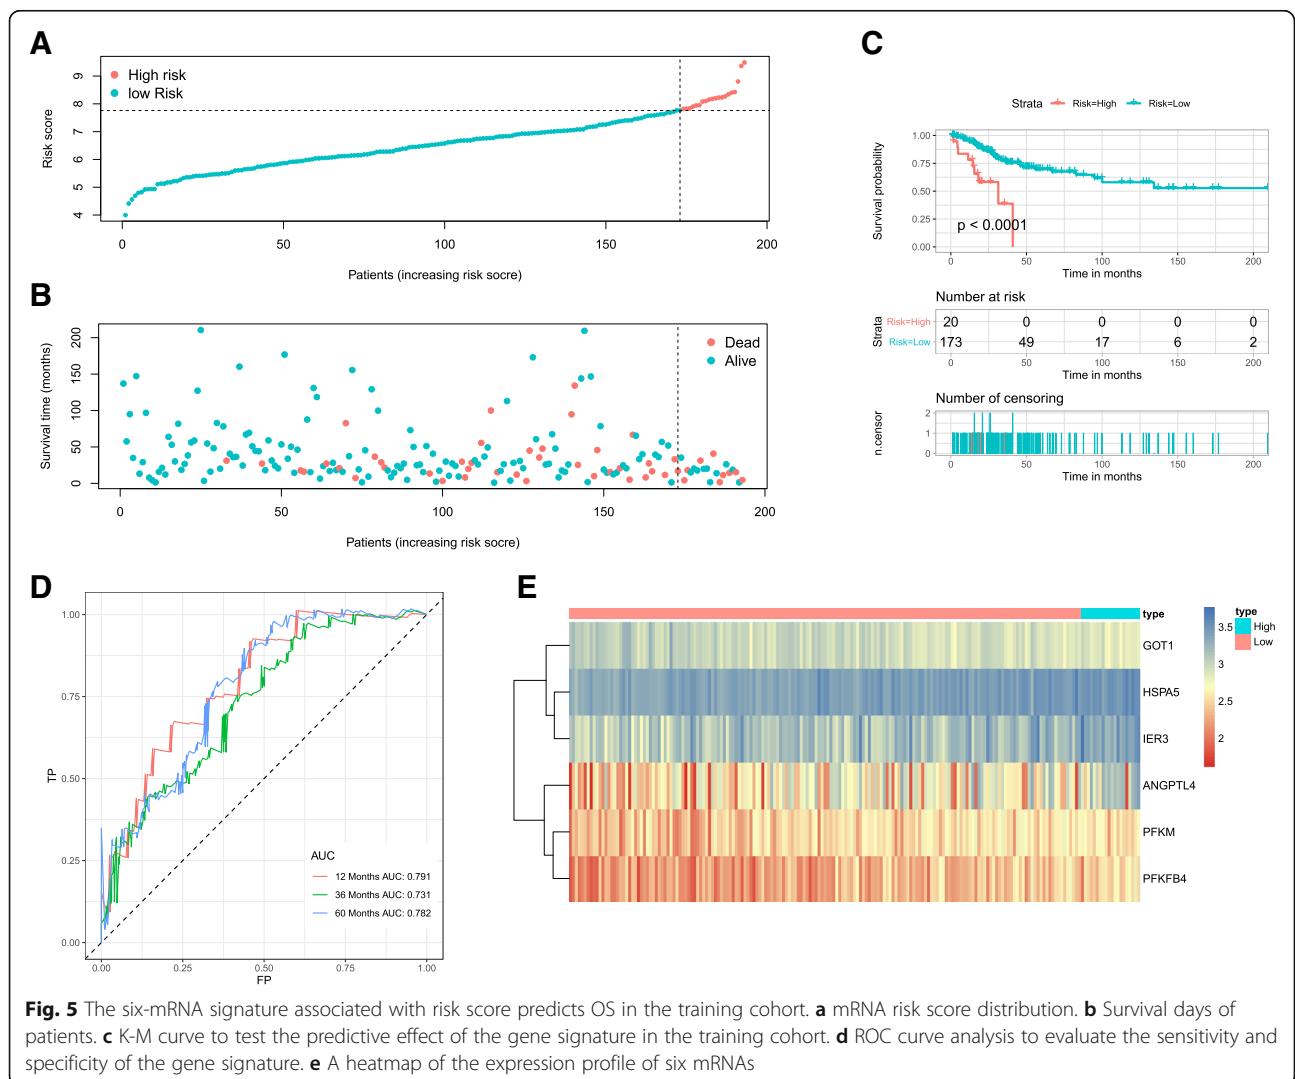 A
High risk
low Risk
Risk score
4 5 6 7 8 9
0 50 100 150 200
Patients (increasing risk socre)
B
Dead
Alive
Survival time (months)
0 50 100 150 200
0 50 100 150 200
Patients (increasing risk socre)
C
Strata Risk=High Risk=Low
Survival probability
1.00
0.75
0.50
0.25
0.00
p < 0.0001
0 50 100 150 200
Time in months
Number at risk
Strata
Risk=High 20 0 0 0 0
Risk=Low 173 49 17 6 2
0 50 100 150 200
Time in months
Number of censoring
n.censor
2
1
0
0 50 100 150 200
Time in months
D
TP
1.00
0.75
0.50
0.25
0.00
AUC
12 Months AUC: 0.791
36 Months AUC: 0.731
60 Months AUC: 0.782
0.00 0.25 0.50 0.75 1.00
FP
E
type
GOT1
HSPA5
IER3
ANGPTL4
PFKM
PFKFB4
3.5
3
2.5
2
type
High
Low
Fig. 5 The six-mRNA signature associated with risk score predicts OS in the training cohort. a mRNA risk score distribution. b Survival days of
patients. c K-M curve to test the predictive effect of the gene signature in the training cohort. d ROC curve analysis to evaluate the sensitivity and
specificity of the gene signature. e A heatmap of the expression profile of six mRNAs